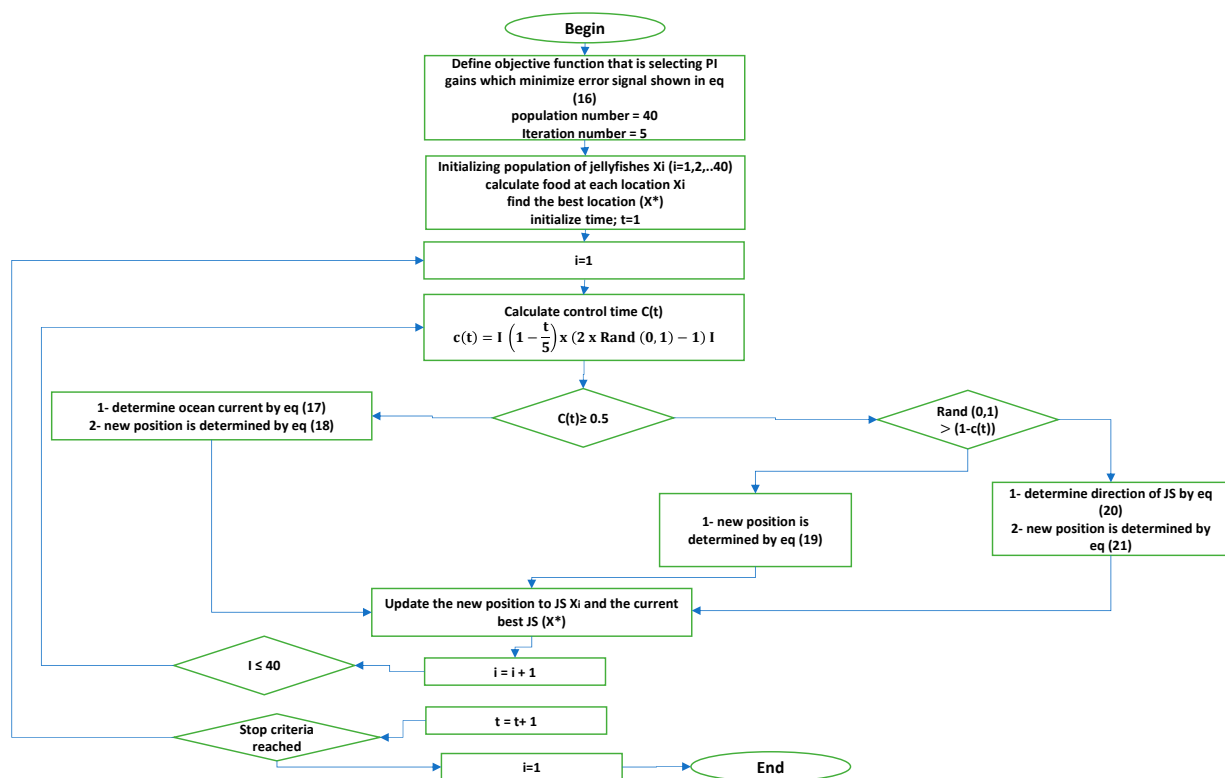 Begin
Define objective function that is selecting PI
gains which minimize error signal shown in eq
(16)
population number = 40
Iteration number = 5
Initializing population of jellyfishes Xi (i=1,2,..40)
calculate food at each location Xi
find the best location (X*)
initialize time; t=1
i=1
Calculate control time C(t)
c(t) = I (1 − t/5) x (2 x Rand (0, 1) − 1) I
C(t)≥ 0.5
1- determine ocean current by eq (17)
2- new position is determined by eq (18)
Rand (0,1)
> (1-c(t))
1- new position is
determined by eq (19)
1- determine direction of JS by eq
(20)
2- new position is determined by
eq (21)
Update the new position to JS Xi and the current
best JS (X*)
I ≤ 40
i = i + 1
t = t+ 1
Stop criteria
reached
i=1
End